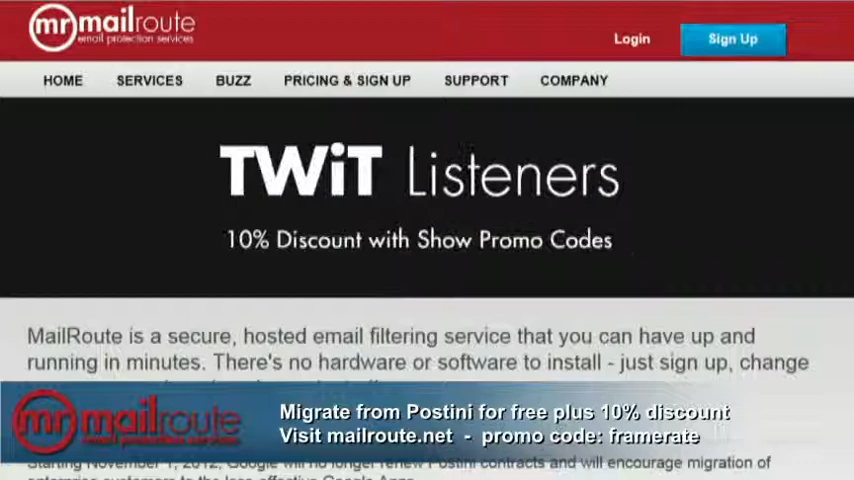 mr mailroute
email protection services
Login
Sign Up
HOME SERVICES BUZZ PRICING & SIGN UP SUPPORT COMPANY
TWiT Listeners
10% Discount with Show Promo Codes
MailRoute is a secure, hosted email filtering service that you can have up and
running in minutes. There's no hardware or software to install - just sign up, change
mr mailroute
email protection services
Migrate from Postini for free plus 10% discount
Visit mailroute.net - promo code: framerate
Starting November 1, 2012, Google will no longer renew Postini contracts and will encourage migration of